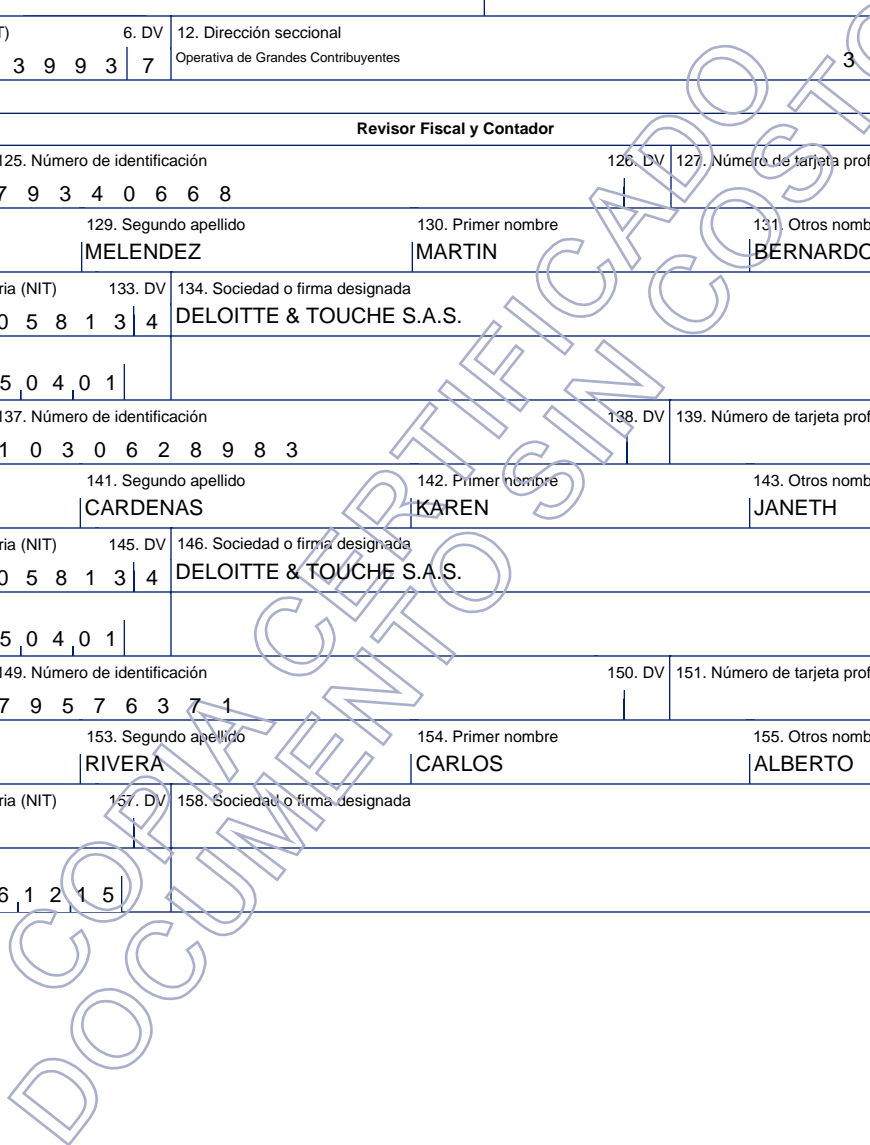 T) 6. DV 12. Dirección seccional
3 9 9 3 7 Operativa de Grandes Contribuyentes 3
Revisor Fiscal y Contador
125. Número de identificación 126. DV 127. Número de tarjeta prof
7 9 3 4 0 6 6 8
129. Segundo apellido 130. Primer nombre 131. Otros nomb
MELENDEZ MARTIN BERNARDO
ria (NIT) 133. DV 134. Sociedad o firma designada
0 5 8 1 3 4 DELOITTE & TOUCHE S.A.S.
5 0 4 0 1
137. Número de identificación 138. DV 139. Número de tarjeta prof
1 0 3 0 6 2 8 9 8 3
141. Segundo apellido 142. Primer nombre 143. Otros nomb
CARDENAS KAREN JANETH
ria (NIT) 145. DV 146. Sociedad o firma designada
0 5 8 1 3 4 DELOITTE & TOUCHE S.A.S.
5 0 4 0 1
149. Número de identificación 150. DV 151. Número de tarjeta prof
7 9 5 7 6 3 7 1
153. Segundo apellido 154. Primer nombre 155. Otros nomb
RIVERA CARLOS ALBERTO
ria (NIT) 157. DV 158. Sociedad o firma designada
6 1 2 1 5
COPIA CERTIFICADO
DOCUMENTO SIN COSTO